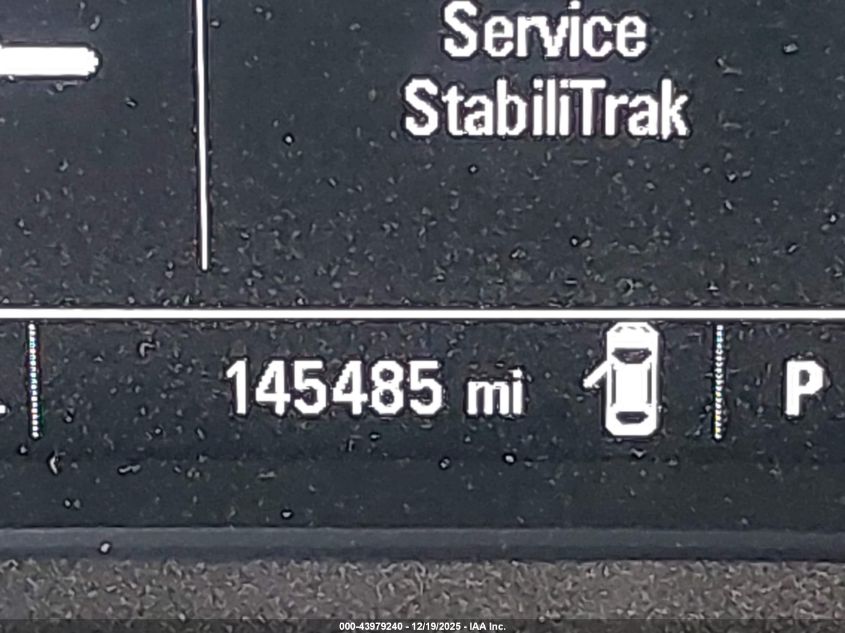 Service
StabiliTrak
145485 mi
P
000-43979240 - 12/19/2025 - IAA Inc.